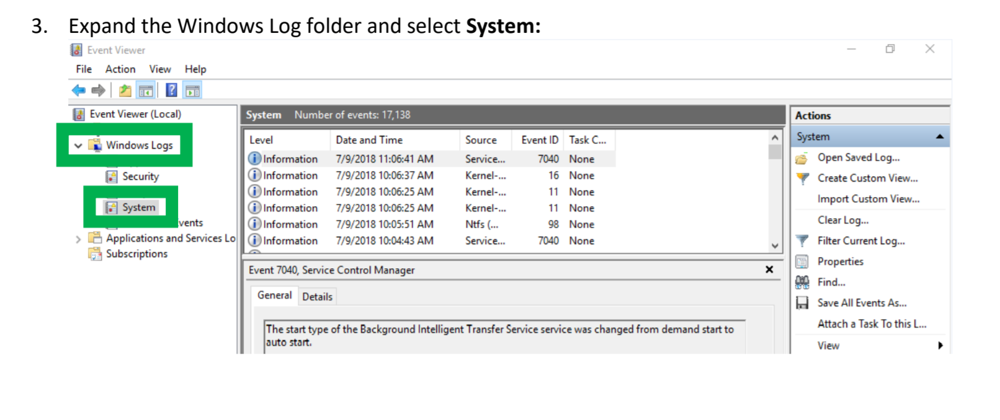 3. Expand the Windows Log folder and select System:
Event Viewer
File Action View Help
Event Viewer (Local)
Windows Logs
Security
System
vents
Applications and Services Lo
Subscriptions
System Number of events: 17,138
Level Date and Time Source Event ID Task C...
Information 7/9/2018 11:06:41 AM Service... 7040 None
Information 7/9/2018 10:06:37 AM Kernel-... 16 None
Information 7/9/2018 10:06:25 AM Kernel-... 11 None
Information 7/9/2018 10:06:25 AM Kernel-... 11 None
Information 7/9/2018 10:05:51 AM Ntfs (... 98 None
Information 7/9/2018 10:04:43 AM Service... 7040 None
Event 7040, Service Control Manager
General Details
The start type of the Background Intelligent Transfer Service service was changed from demand start to
auto start.
Actions
System
Open Saved Log...
Create Custom View...
Import Custom View...
Clear Log...
Filter Current Log...
Properties
Find...
Save All Events As...
Attach a Task To this L...
View